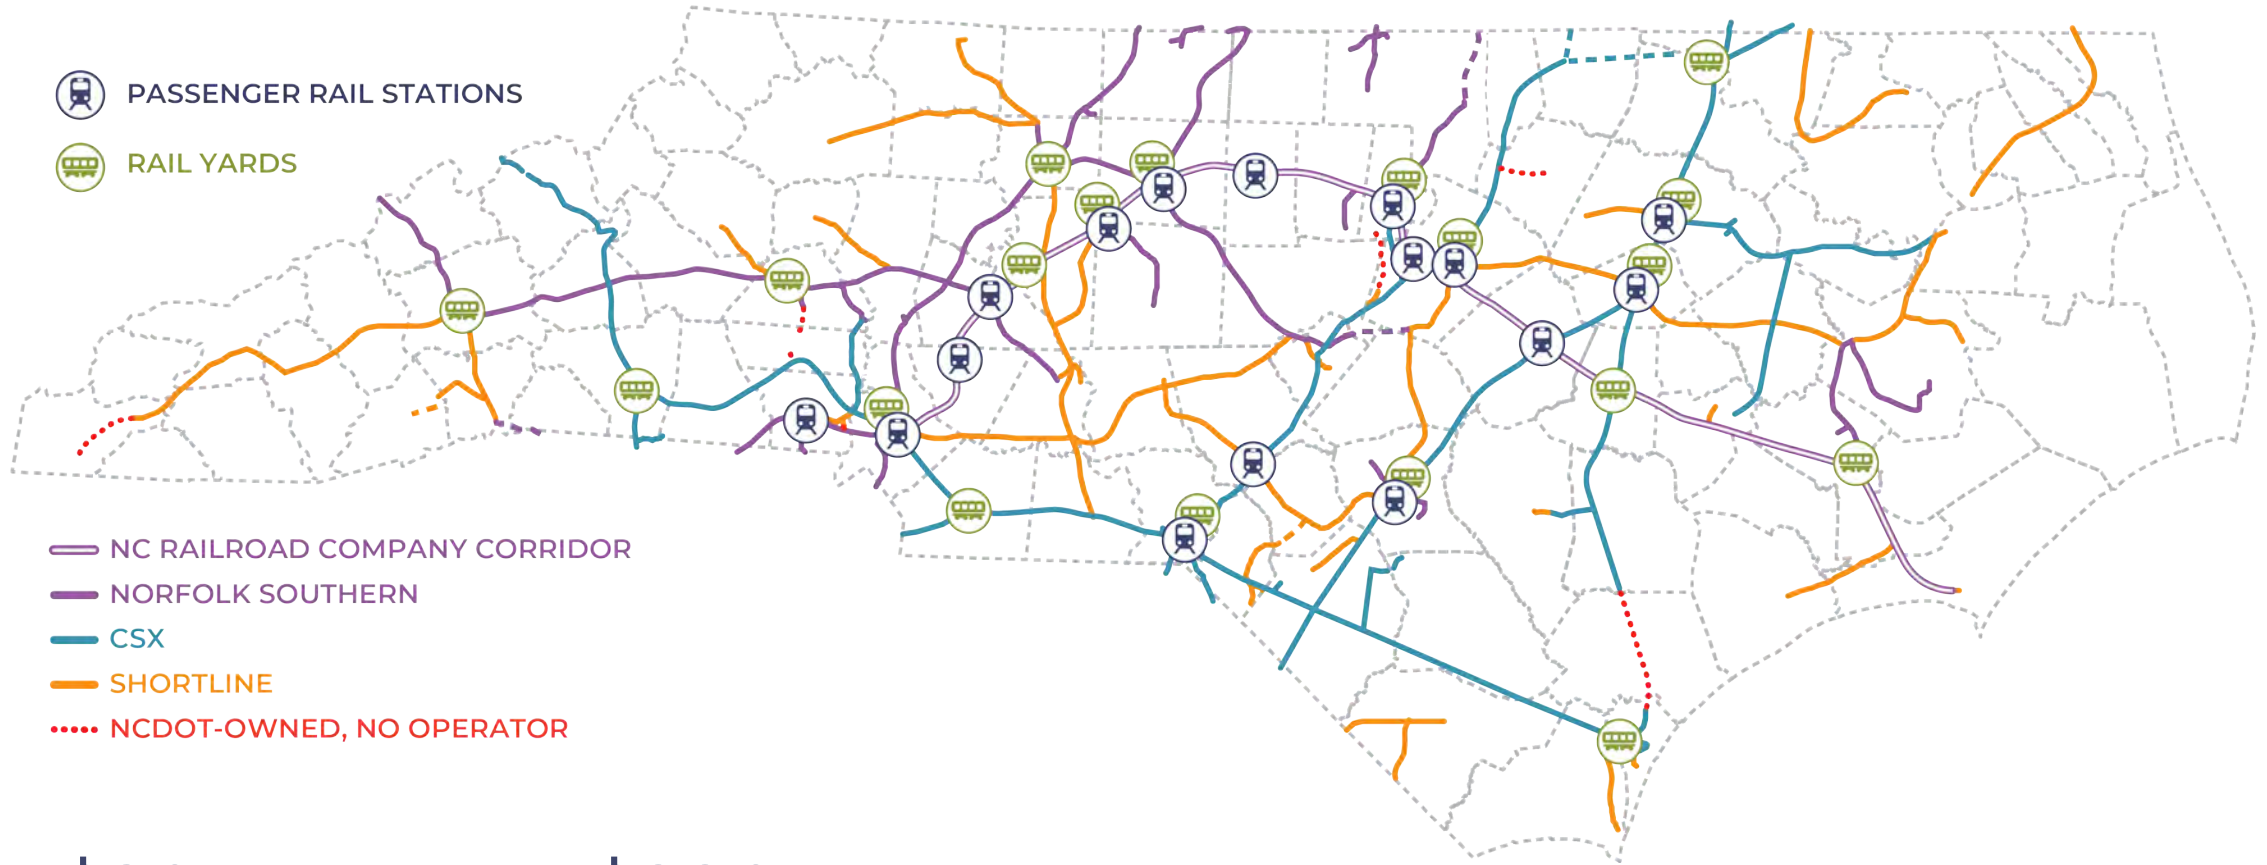 PASSENGER RAIL STATIONS
RAIL YARDS
NC RAILROAD COMPANY CORRIDOR
NORFOLK SOUTHERN
CSX
SHORTLINE
NCDOT-OWNED, NO OPERATOR